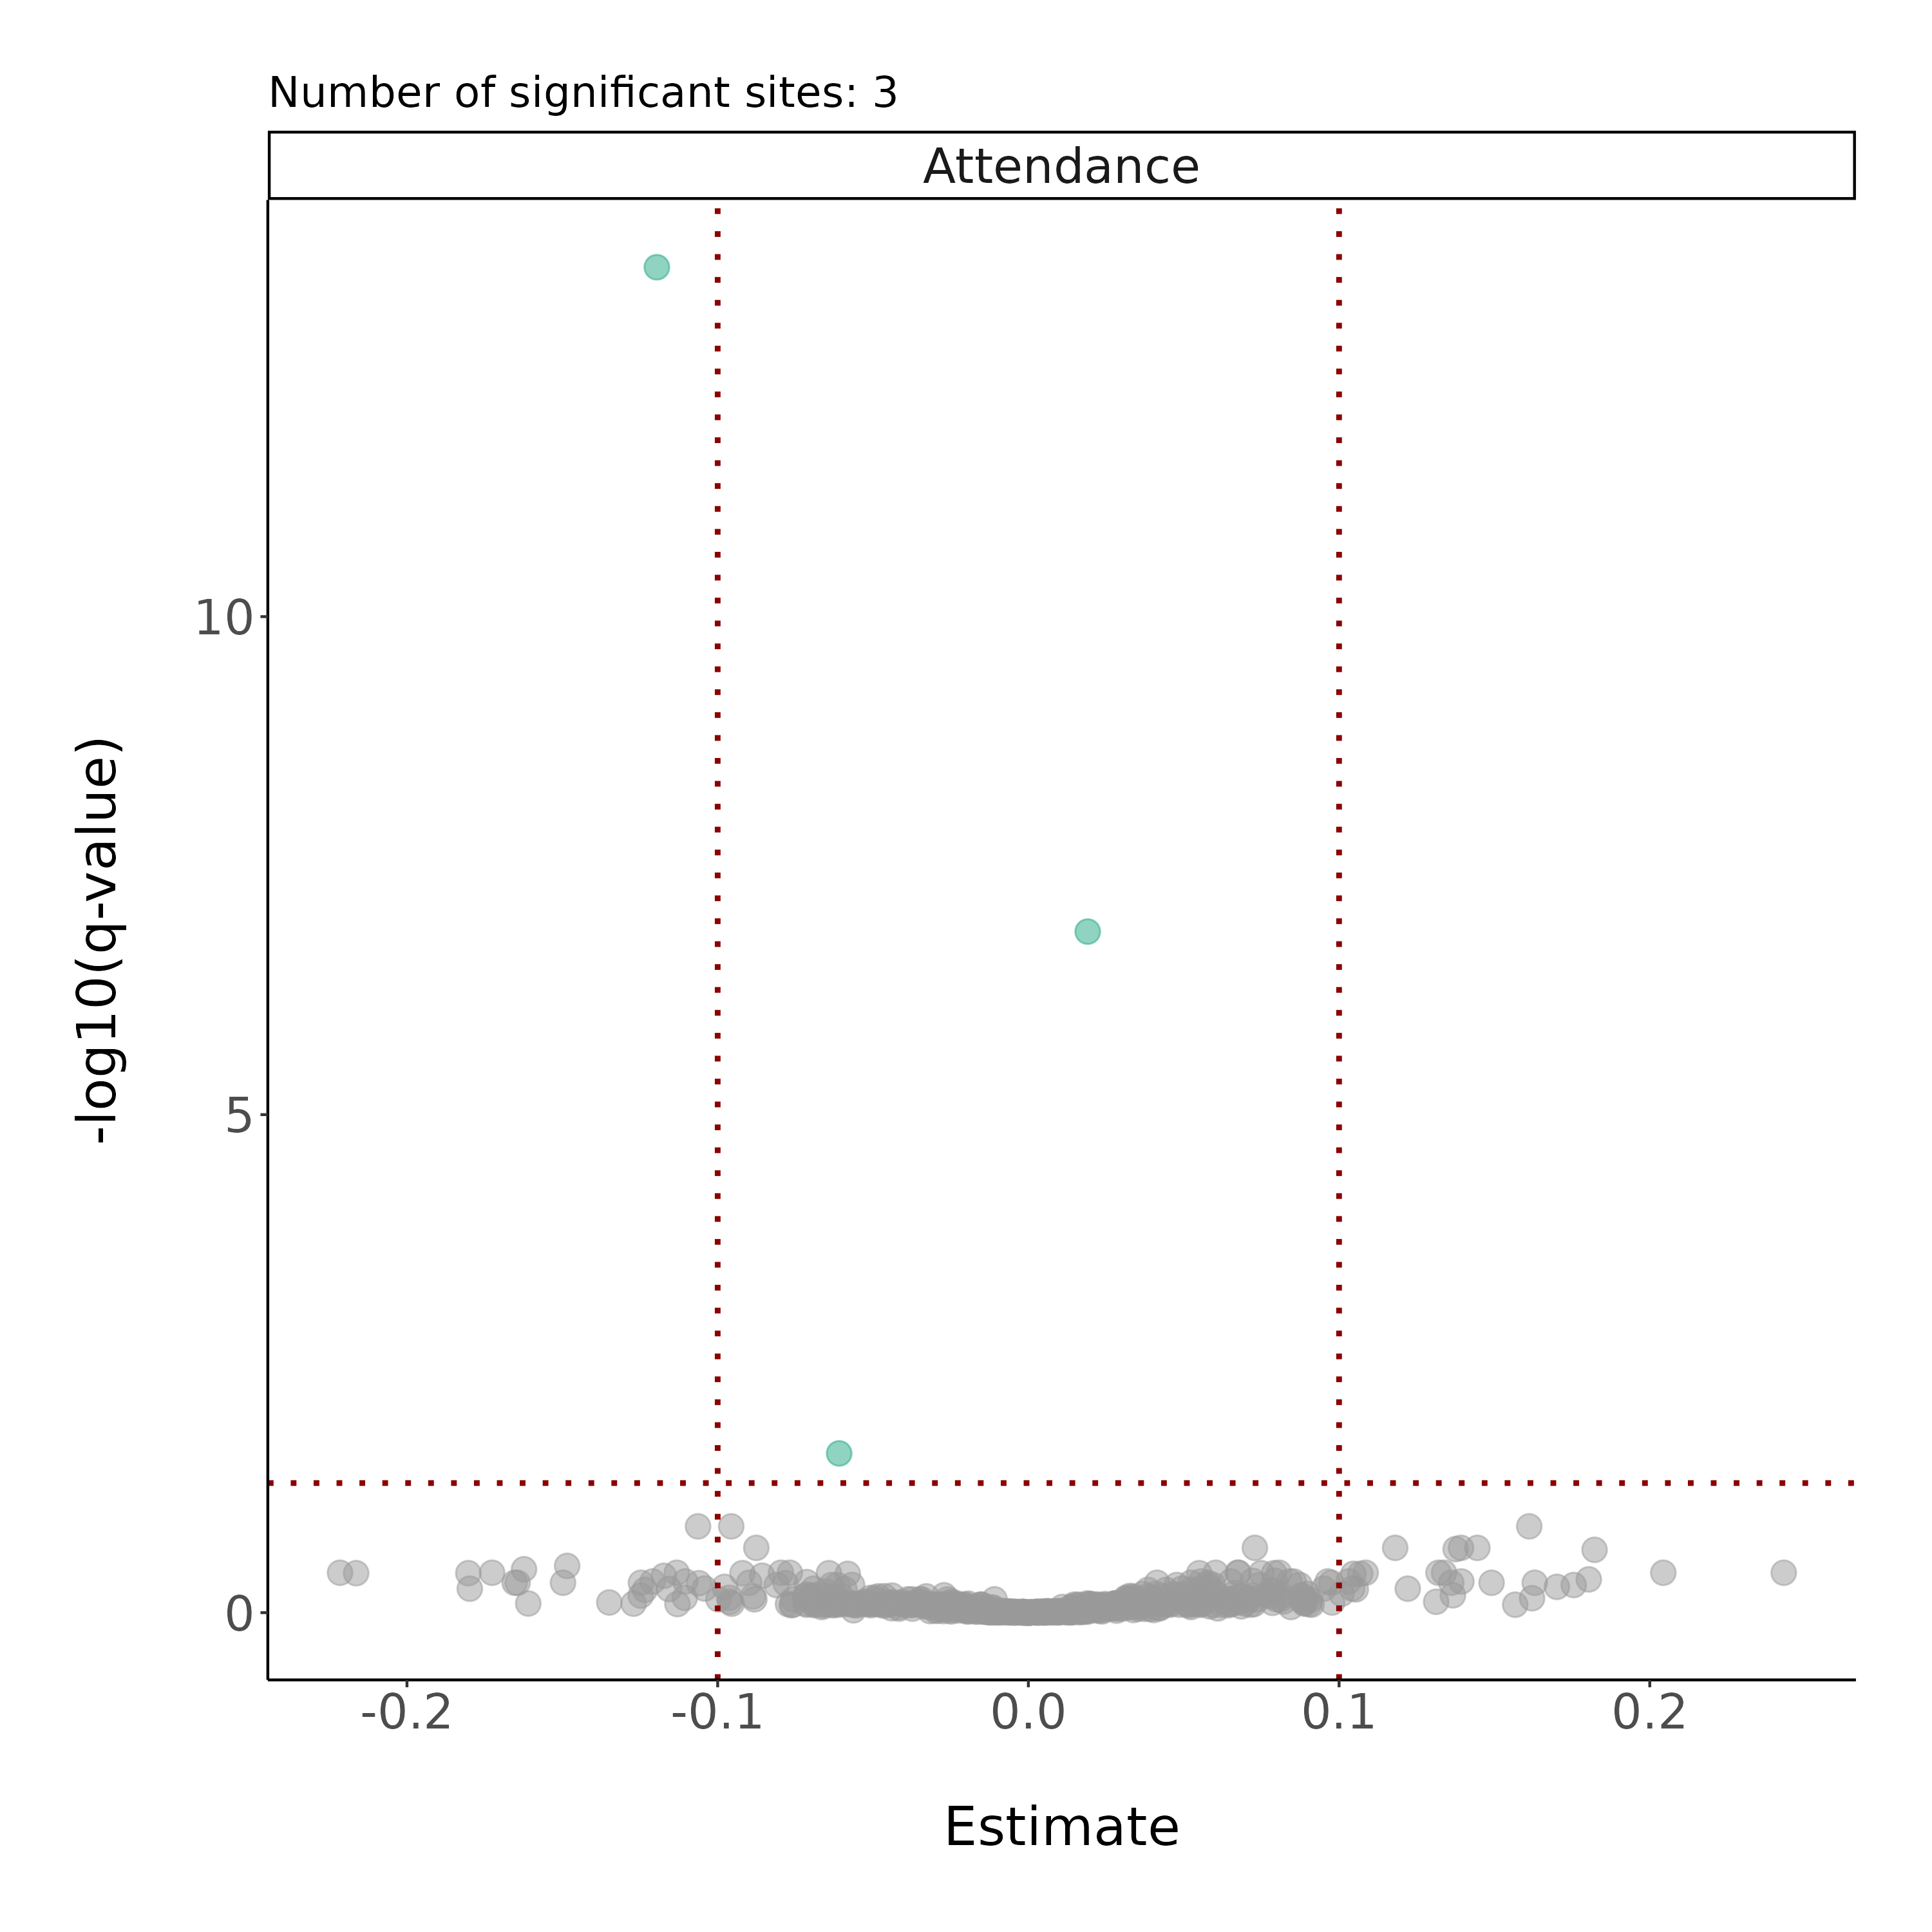 Number of significant sites: 3
Attendance
-log10(q-value)
10
5
0
-0.2
-0.1
0.0
0.1
0.2
Estimate